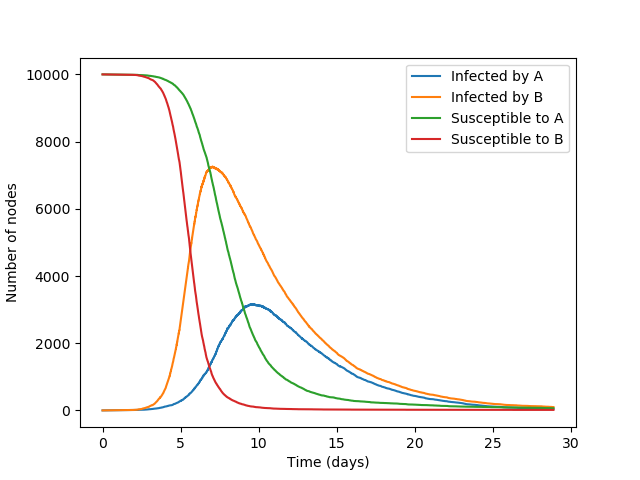 Infected by A
Infected by B
Susceptible to A
Susceptible to B
Number of nodes
10000
8000
6000
4000
2000
0
0 5 10 15 20 25 30
Time (days)